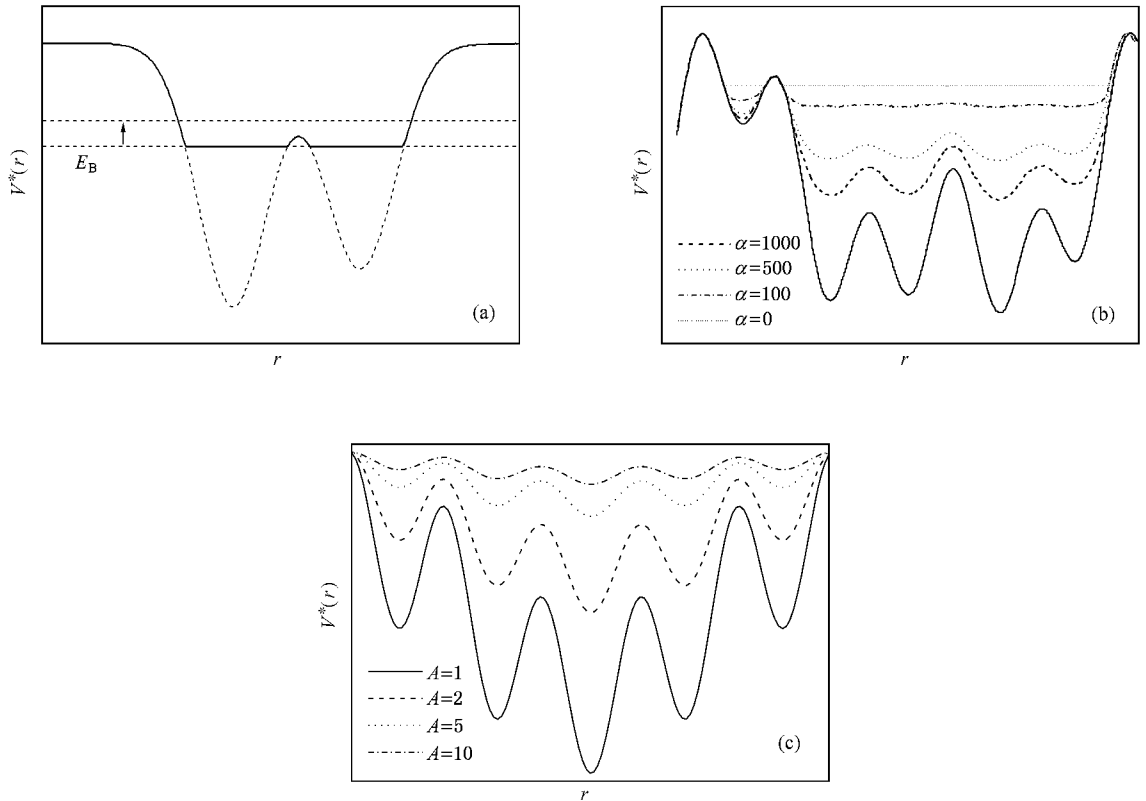 V*(r)
E_B
(a)
r
V*(r)
α=1000
α=500
α=100
α=0
(b)
r
V*(r)
A=1
A=2
A=5
A=10
(c)
r